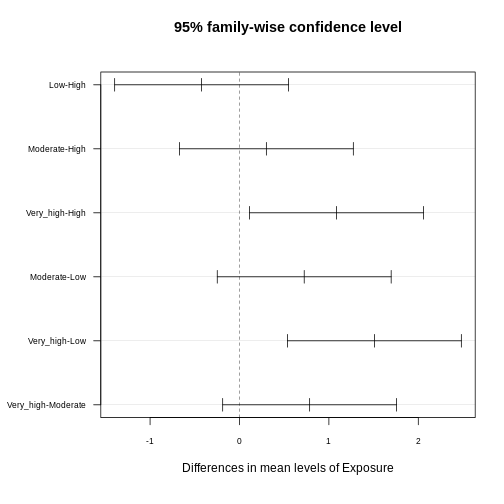 95% family-wise confidence level
Low-High
Moderate-High
Very_high-High
Moderate-Low
Very_high-Low
Very_high-Moderate
-1 0 1 2
Differences in mean levels of Exposure